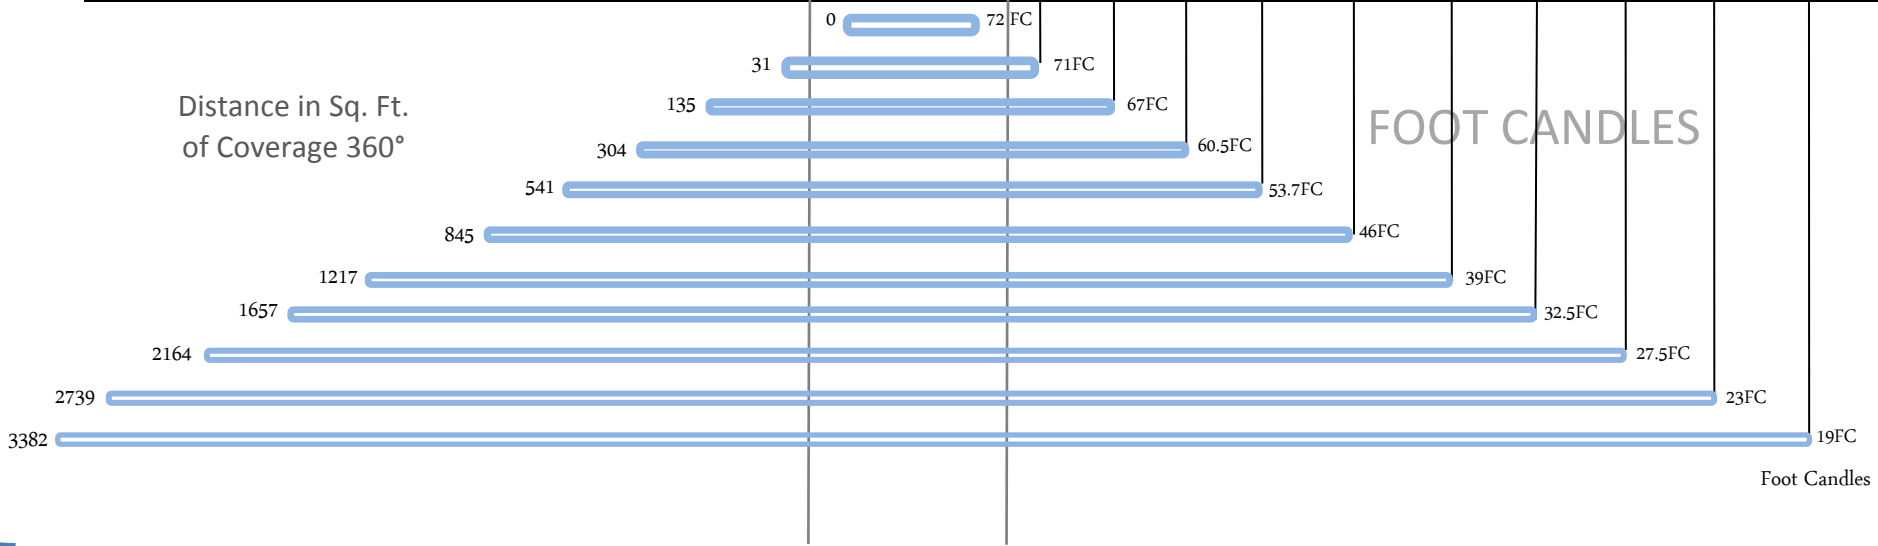 0 72 FC
31 71FC
Distance in Sq. Ft.
of Coverage 360°
135 67FC
FOOT CANDLES
304 60.5FC
541 53.7FC
845 46FC
1217 39FC
1657 32.5FC
2164 27.5FC
2739 23FC
3382 19FC
Foot Candles